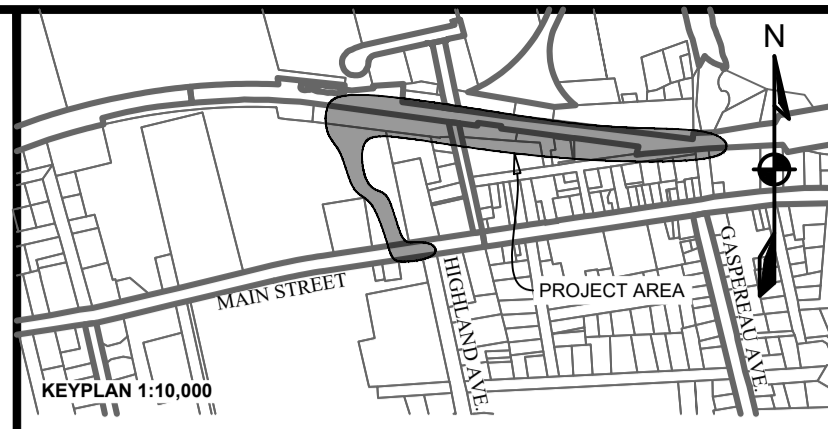 N
MAIN STREET
HIGHLAND AVE.
PROJECT AREA
GASPEREAU AVE.
KEYPLAN 1:10,000